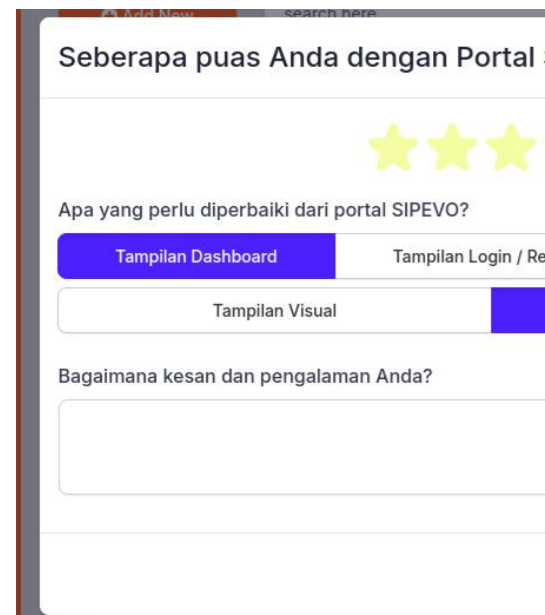 Add New
search here
Seberapa puas Anda dengan Portal
Apa yang perlu diperbaiki dari portal SIPEVO?
Tampilan Dashboard
Tampilan Login / Re
Tampilan Visual
Bagaimana kesan dan pengalaman Anda?